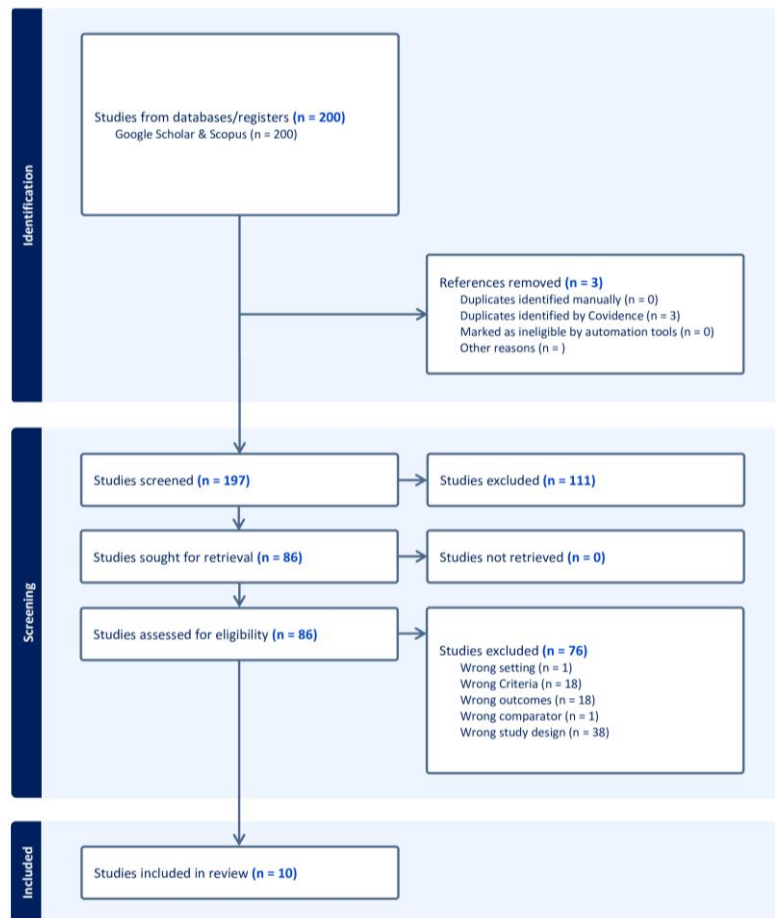 Identification
Studies from databases/registers (n = 200)
Google Scholar & Scopus (n = 200)
References removed (n = 3)
Duplicates identified manually (n = 0)
Duplicates identified by Covidence (n = 3)
Marked as ineligible by automation tools (n = 0)
Other reasons (n = )
Screening
Studies screened (n = 197)
Studies excluded (n = 111)
Studies sought for retrieval (n = 86)
Studies not retrieved (n = 0)
Studies assessed for eligibility (n = 86)
Studies excluded (n = 76)
Wrong setting (n = 1)
Wrong Criteria (n = 18)
Wrong outcomes (n = 18)
Wrong comparator (n = 1)
Wrong study design (n = 38)
Included
Studies included in review (n = 10)